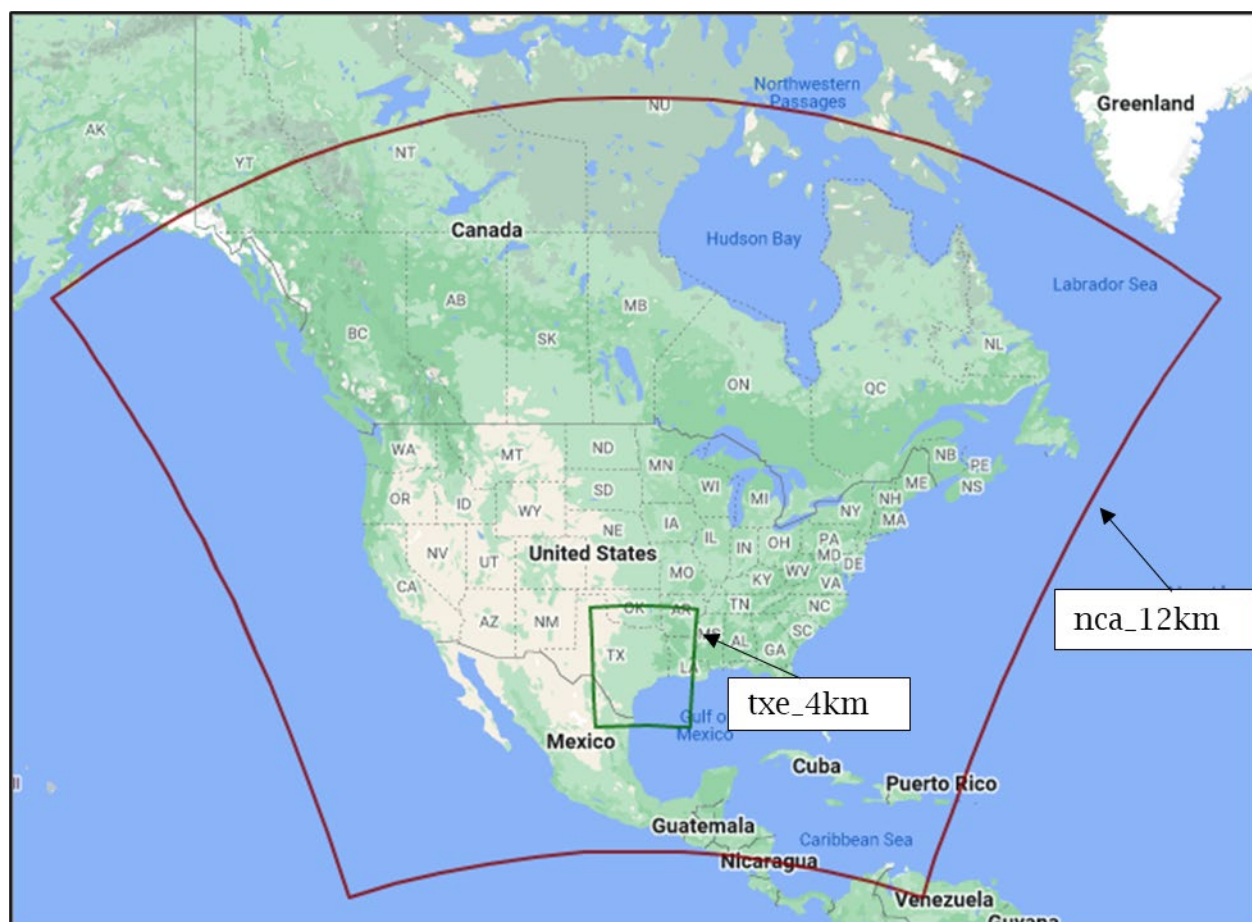 Northwestern
Passages
NU
Greenland
AK
YT
NT
Canada
Hudson Bay
Labrador Sea
AB
MB
BC
SK
NL
ON
QC
WA
MT
ND
MN
NB
PE
OR
ID
SD
WI
MI
ME
NS
WY
NH
NY
MA
NE
IA
IL
IN
OH
PA
MD
NV
UT
United States
DE
CA
MO
KY
WV
VA
nca_12km
OK
AR
TN
NC
AZ
NM
MS
AL
SC
GA
TX
LA
txe_4km
Gulf o
Mexico
Mexico
Cuba
Puerto Rico
Guatemala
Caribbean Sea
Nicaragua
Venezuela
Guyana